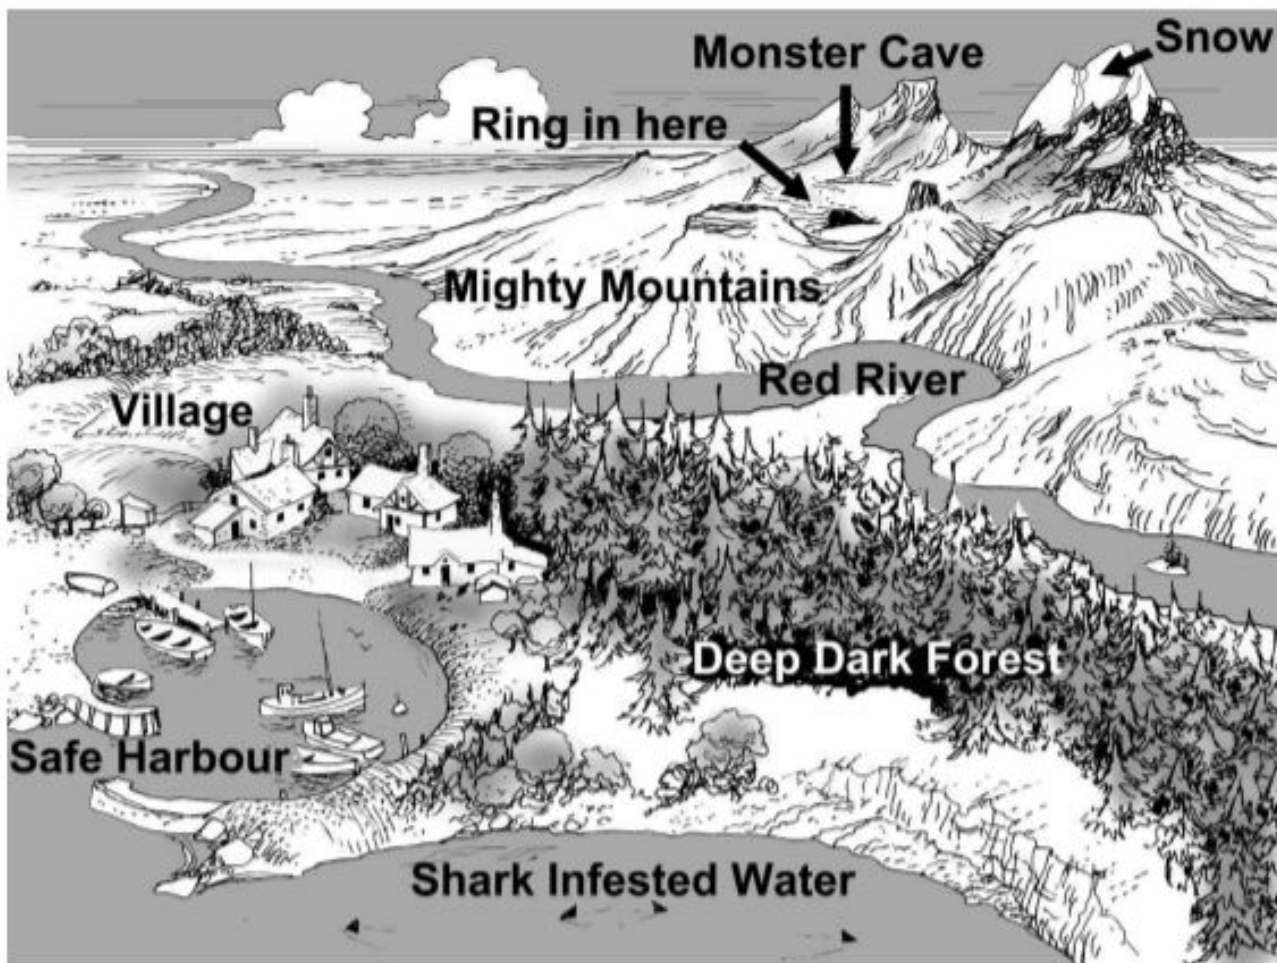 Snow
Monster Cave
Ring in here
Mighty Mountains
Red River
Village
Deep Dark Forest
Safe Harbour
Shark Infested Water